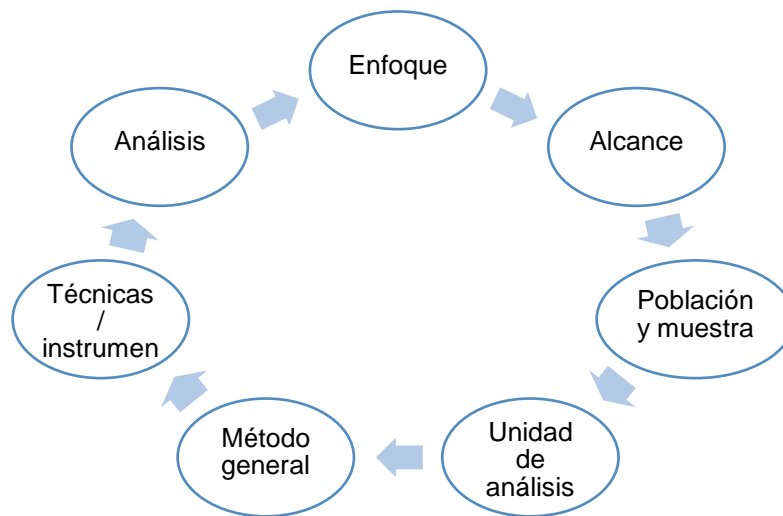 Enfoque
Alcance
Población
y muestra
Unidad
de
análisis
Método
general
Técnicas
/
instrumen
Análisis